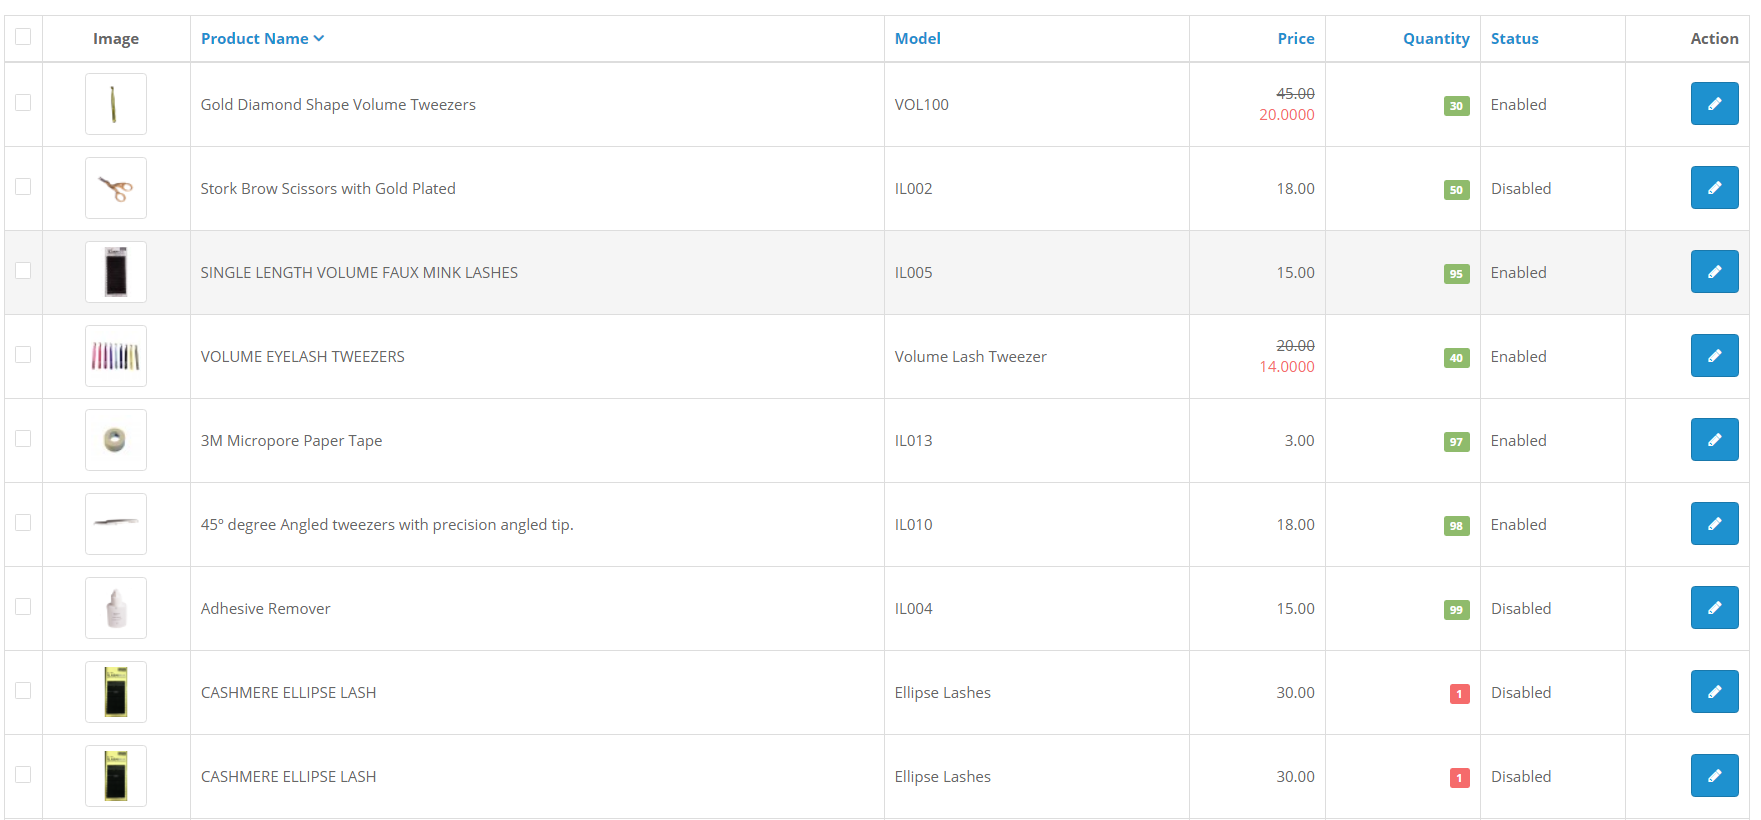 Image Product Name Model Price Quantity Status Action
Gold Diamond Shape Volume Tweezers VOL100 45.00 20.0000 30 Enabled
Stork Brow Scissors with Gold Plated IL002 18.00 50 Disabled
SINGLE LENGTH VOLUME FAUX MINK LASHES IL005 15.00 95 Enabled
VOLUME EYELASH TWEEZERS Volume Lash Tweezer 20.00 14.0000 40 Enabled
3M Micropore Paper Tape IL013 3.00 97 Enabled
45º degree Angled tweezers with precision angled tip. IL010 18.00 98 Enabled
Adhesive Remover IL004 15.00 99 Disabled
CASHMERE ELLIPSE LASH Ellipse Lashes 30.00 1 Disabled
CASHMERE ELLIPSE LASH Ellipse Lashes 30.00 1 Disabled